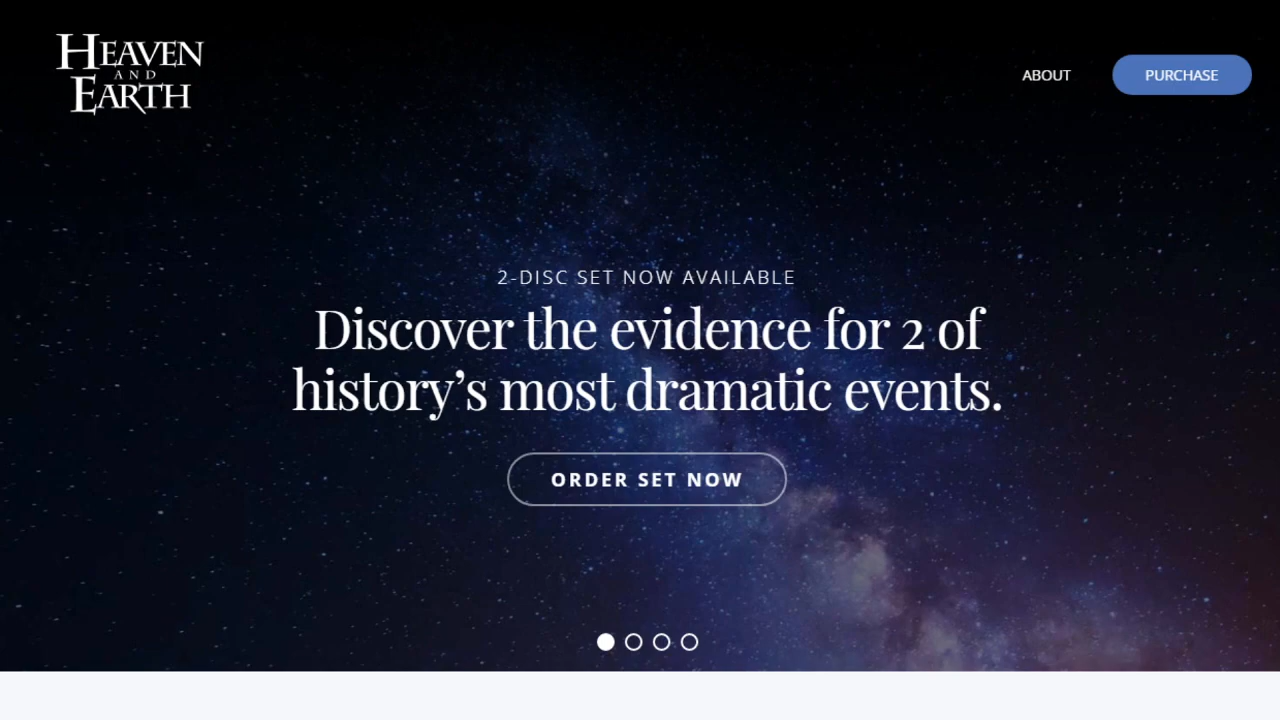 HEAVEN
AND
EARTH
ABOUT
PURCHASE
2-DISC SET NOW AVAILABLE
Discover the evidence for 2 of
history’s most dramatic events.
ORDER SET NOW